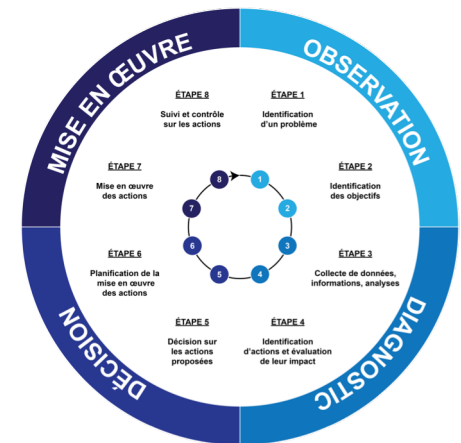 OBSERVATION
ÉTAPE 1
Identification
d'un problème
ÉTAPE 2
Identification
des objectifs
DIAGNOSTIC
ÉTAPE 3
Collecte de données,
informations, analyses
ÉTAPE 4
Identification
d'actions et évaluation
de leur impact
DÉCISION
ÉTAPE 5
Décision sur
les actions
proposées
ÉTAPE 6
Planification de la
mise en œuvre
des actions
MISE EN ŒUVRE
ÉTAPE 7
Mise en œuvre
des actions
ÉTAPE 8
Suivi et contrôle
sur les actions
1
2
3
4
5
6
7
8